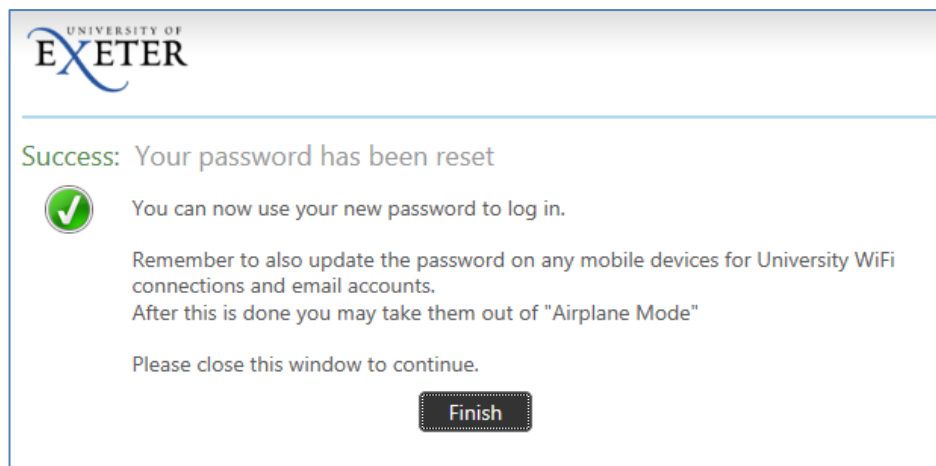 UNIVERSITY OF
EXETER
Success: Your password has been reset
You can now use your new password to log in.
Remember to also update the password on any mobile devices for University WiFi
connections and email accounts.
After this is done you may take them out of "Airplane Mode"
Please close this window to continue.
Finish